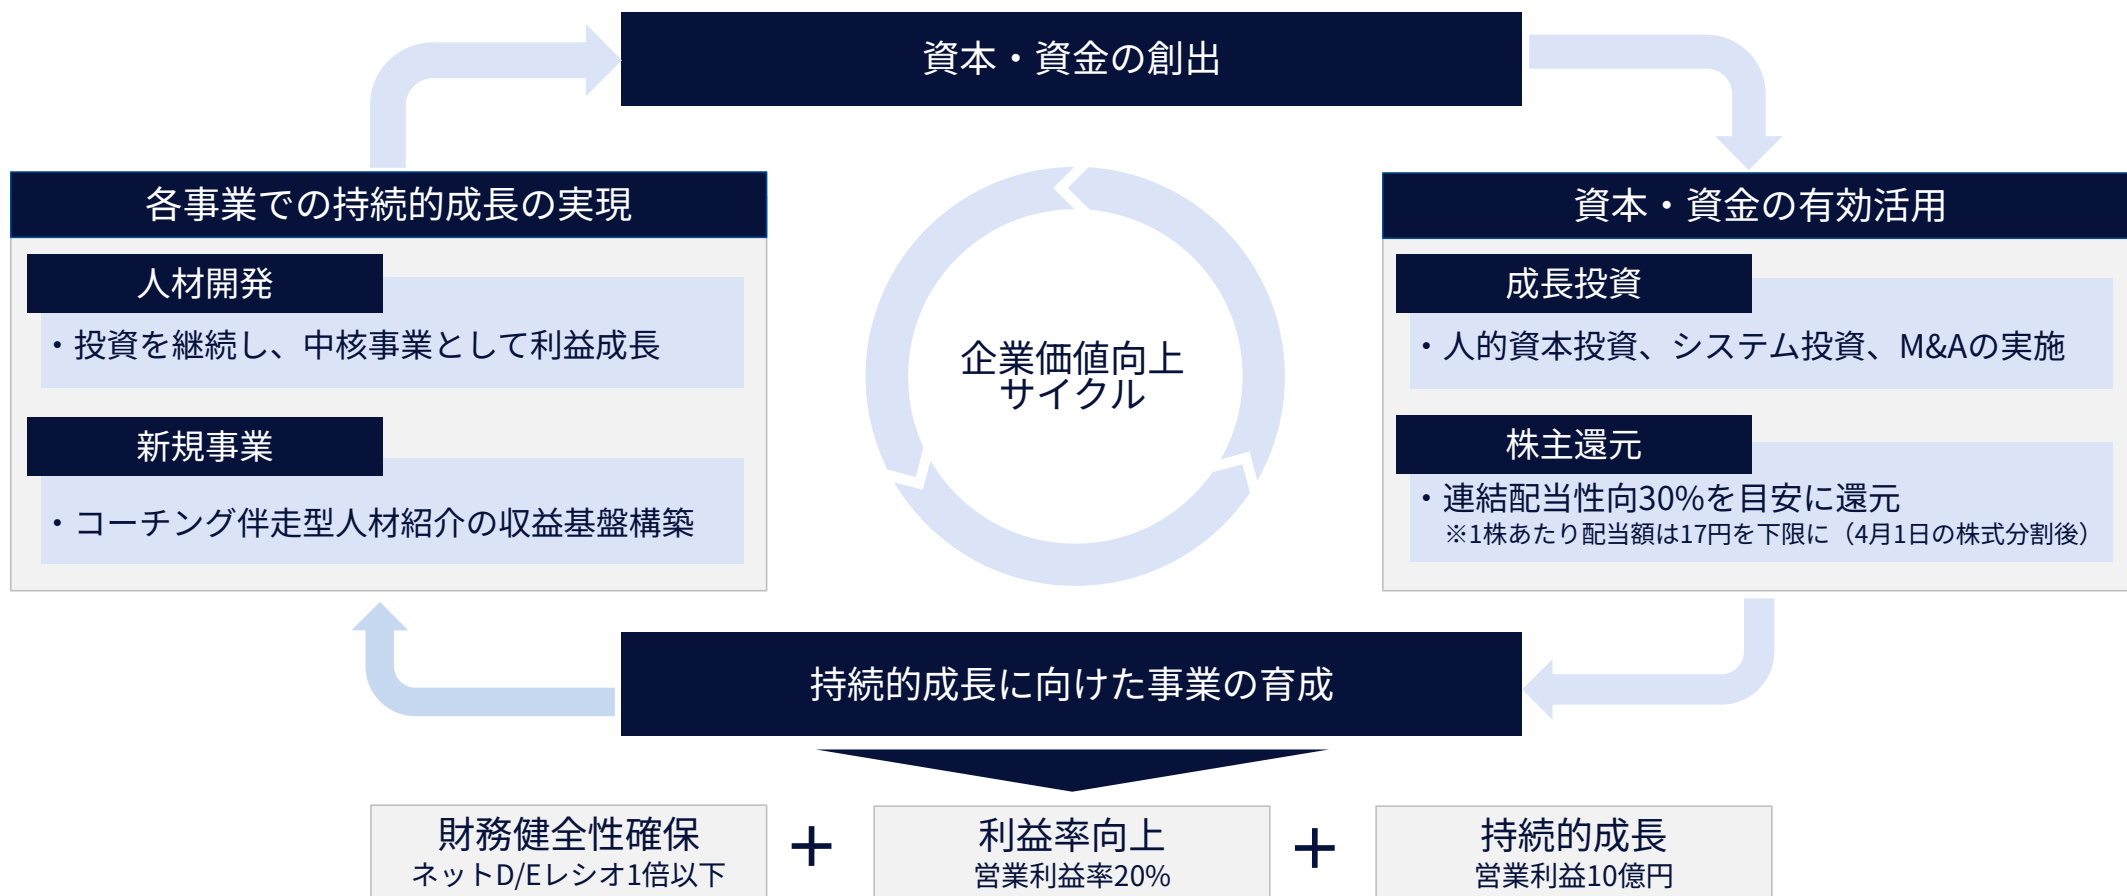 資本・資金の創出
各事業での持続的成長の実現
人材開発
・投資を継続し、中核事業として利益成長
新規事業
・コーチング伴走型人材紹介の収益基盤構築
企業価値向上
サイクル
資本・資金の有効活用
成長投資
・人的資本投資、システム投資、M&Aの実施
株主還元
・連結配当性向30%を目安に還元
※1株あたり配当額は17円を下限に（4月1日の株式分割後）
持続的成長に向けた事業の育成
財務健全性確保
ネットD/Eレシオ1倍以下
＋
利益率向上
営業利益率20%
＋
持続的成長
営業利益10億円